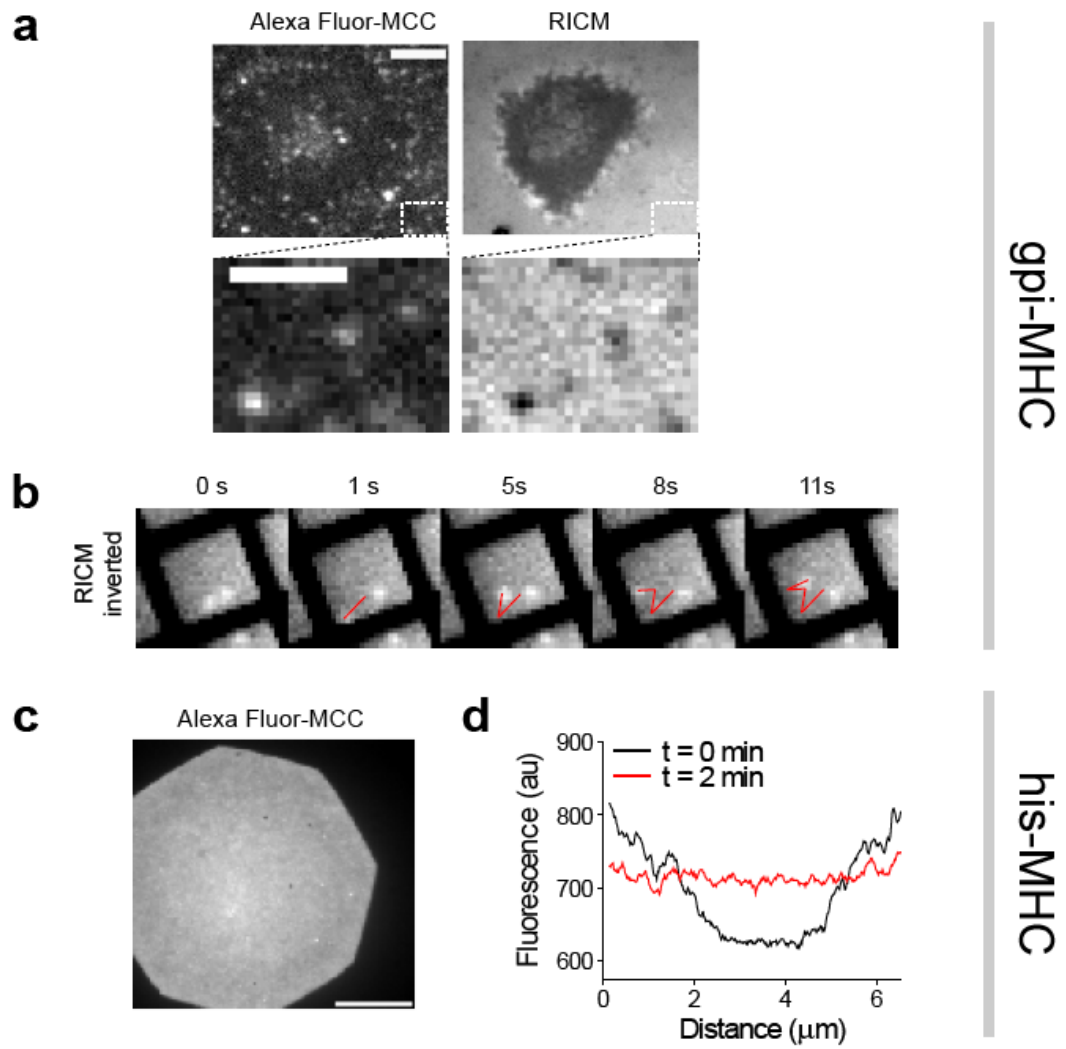 a
Alexa Fluor-MCC
RICM
gpi-MHC
b
0 s
1 s
5s
8s
11s
RICM
inverted
c
Alexa Fluor-MCC
d
900
800
700
600
Fluorescence (au)
t = 0 min
t = 2 min
0
2
4
6
Distance (μm)
his-MHC